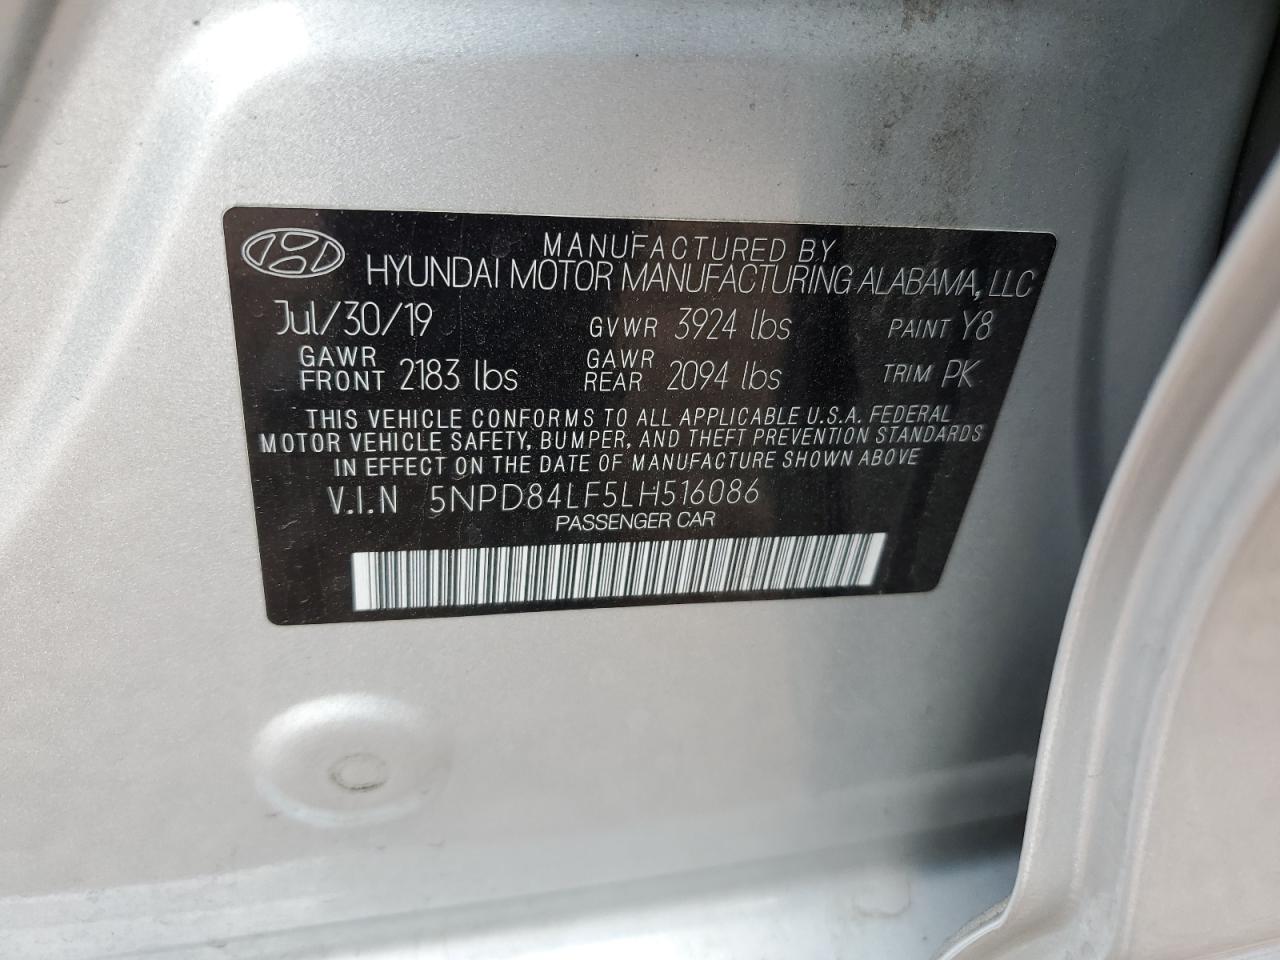 MANUFACTURED BY
HYUNDAI MOTOR MANUFACTURING ALABAMA, LLC
Jul/30/19 GVWR 3924 lbs PAINT Y8
GAWR FRONT 2183 lbs GAWR REAR 2094 lbs TRIM PK
THIS VEHICLE CONFORMS TO ALL APPLICABLE U.S.A. FEDERAL
MOTOR VEHICLE SAFETY, BUMPER, AND THEFT PREVENTION STANDARDS
IN EFFECT ON THE DATE OF MANUFACTURE SHOWN ABOVE
V.I.N 5NPD84LF5LH516086
PASSENGER CAR